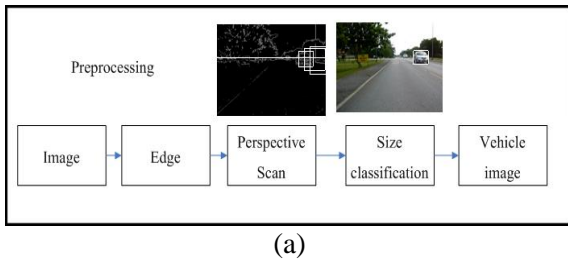 Preprocessing
Image
Edge
Perspective
Scan
Size
classification
Vehicle
image
(a)